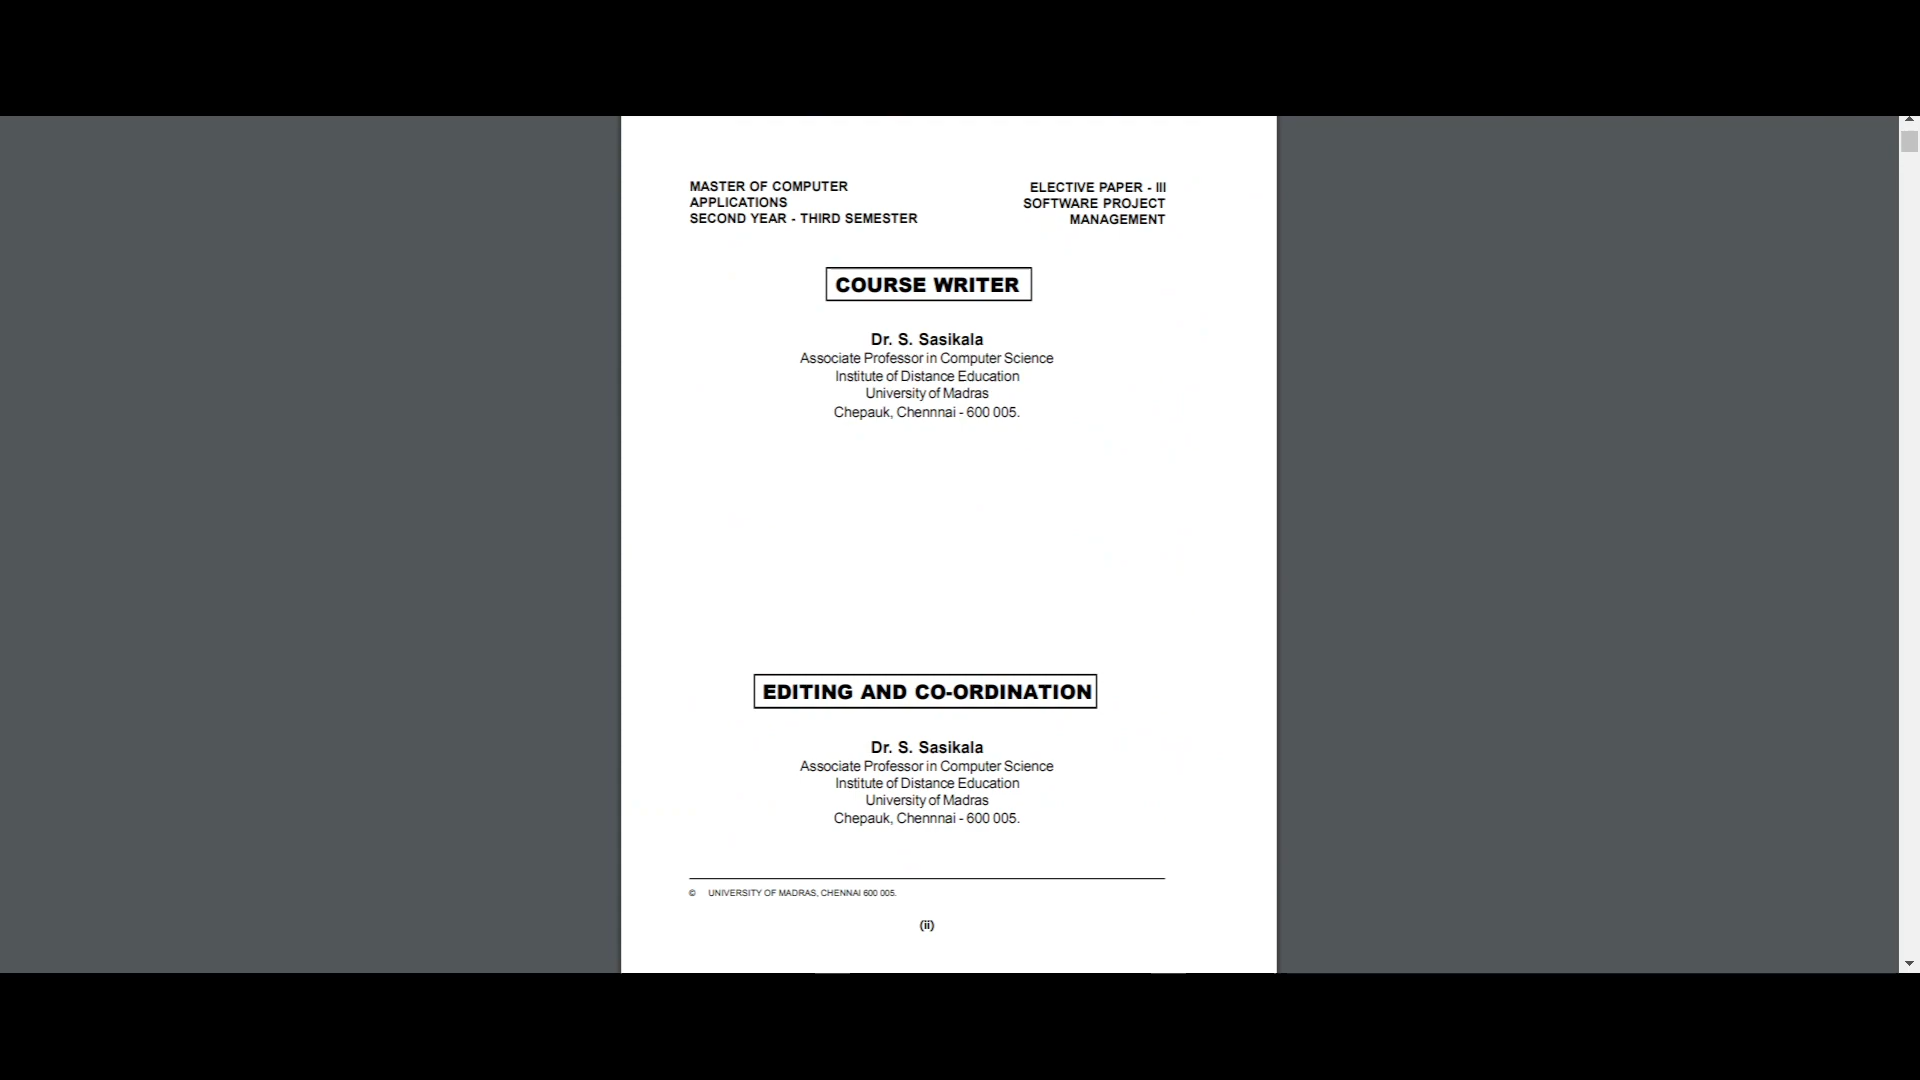 MASTER OF COMPUTER
APPLICATIONS
SECOND YEAR - THIRD SEMESTER
ELECTIVE PAPER - III
SOFTWARE PROJECT
MANAGEMENT
COURSE WRITER
Dr. S. Sasikala
Associate Professor in Computer Science
Institute of Distance Education
University of Madras
Chepauk, Chennnai - 600 005.
EDITING AND CO-ORDINATION
Dr. S. Sasikala
Associate Professor in Computer Science
Institute of Distance Education
University of Madras
Chepauk, Chennnai - 600 005.
© UNIVERSITY OF MADRAS, CHENNAI 600 005.
(ii)